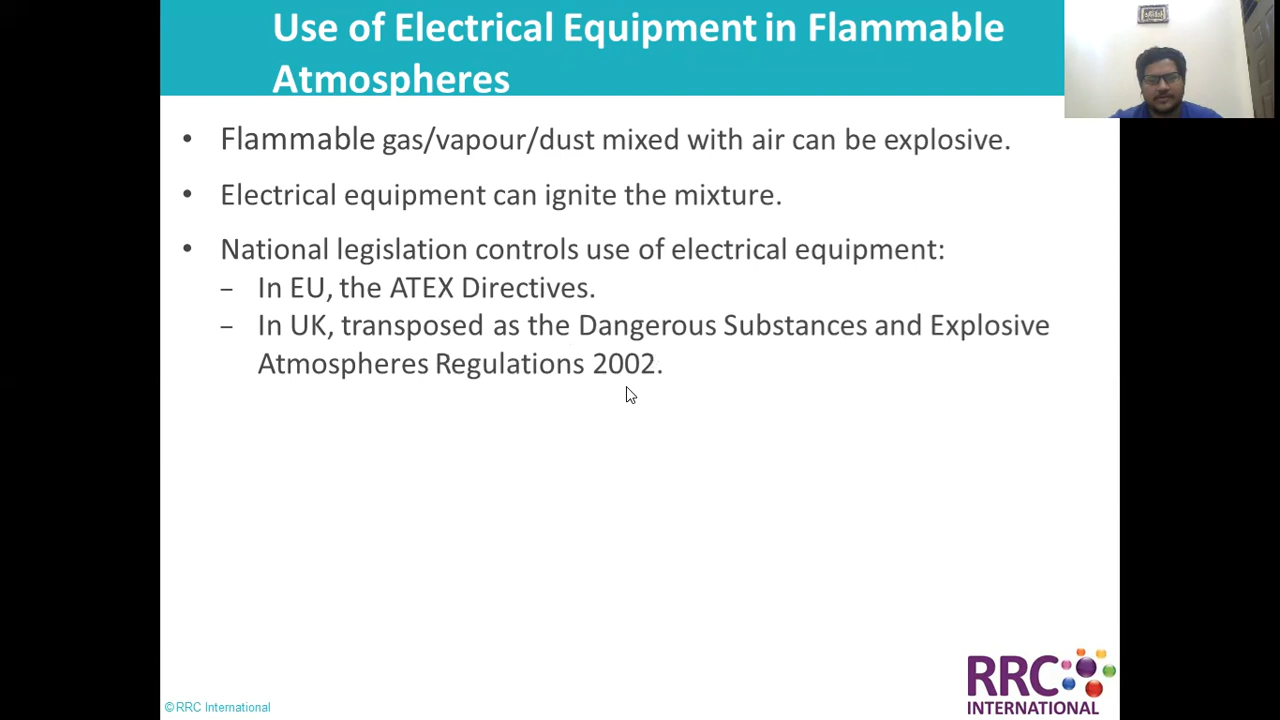 Use of Electrical Equipment in Flammable
Atmospheres
• Flammable gas/vapour/dust mixed with air can be explosive.
• Electrical equipment can ignite the mixture.
• National legislation controls use of electrical equipment:
– In EU, the ATEX Directives.
– In UK, transposed as the Dangerous Substances and Explosive
Atmospheres Regulations 2002.
©RRC International
RRC
INTERNATIONAL